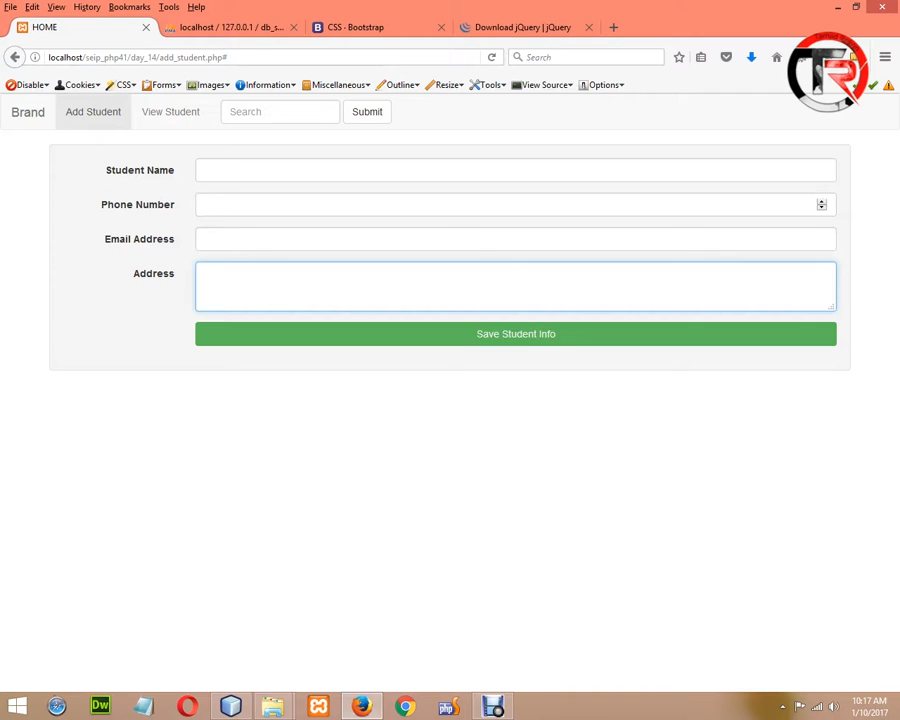 File Edit View History Bookmarks Tools Help
HOME
localhost / 127.0.0.1 / db_s...
CSS · Bootstrap
Download jQuery | jQuery
localhost/seip_php41/day_14/add_student.php#
Search
Disable Cookies CSS Forms Images Information Miscellaneous Outline Resize Tools View Source Options
Brand Add Student View Student Search Submit
Student Name
Phone Number
Email Address
Address
Save Student Info
Dw php
10:17 AM
1/10/2017